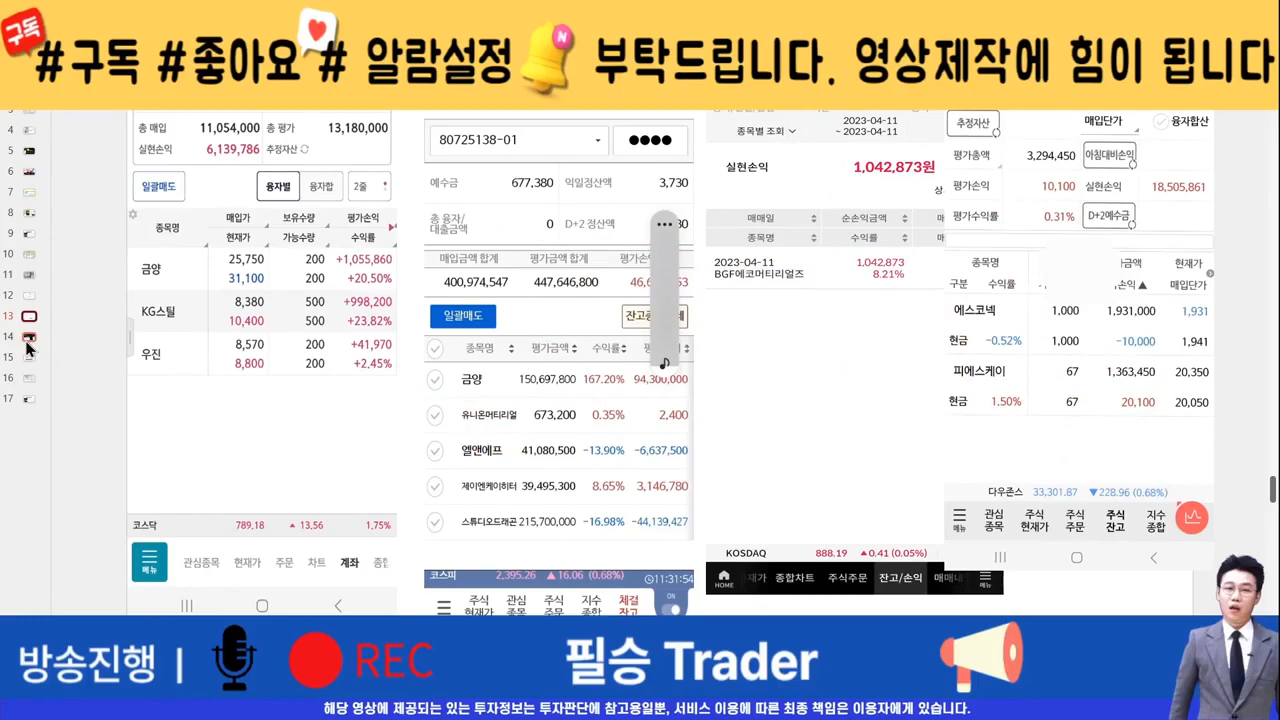 구독
#구독 #좋아요 # 알람설정 N 부탁드립니다. 영상제작에 힘이 됩니다
4
5
6
7
8
9
10
11
12
13
14
15
16
17
총 매입 11,054,000 총 평가 13,180,000
실현손익 6,139,786 추정자산
일괄매도 융자별 융자합 2줄
종목명 매입가 보유수량 평가손익
현재가 가능수량 수익률
금양 25,750 200 +1,055,860
31,100 200 +20,50%
KG스틸 8,380 500 +998,200
10,400 500 +23,82%
우진 8,570 200 +41,970
8,800 200 +2,45%
코스닥 789,18 ▲ 13,56 1,75%
메뉴 관심종목 현재가 주문 차트 계좌
80725138-01 ●●●●
예수금 677,380 익일정산액 3,730
총 융자/
대출금액 0 D+2 정산액
매입금액 합계 평가금액 합계
400,974,547 447,646,800
일괄매도
종목명 평가금액 수익률
금양 150,697,800 167.20% 94,300,000
유니온머티리얼 673,200 0.35% 2,400
엘앤에프 41,080,500 -13.90% -6,637,500
제이엔케이히터 39,495,300 8.65% 3,146,780
스튜디오드래곤 215,700,000 -16.98% -44,139,427
코스피 2,395,26 ▲ 16.06 (0.68%) 11:31:54
주식 관심 주식 지수 체결
현재가 종목 주문 종합 잔고
ON
종목별 조회 2023-04-11
~ 2023-04-11
실현손익 1,042,873원
매매일 순손익금액
종목명 수익률
2023-04-11 1,042,873
BGF에코머티리얼즈 8.21%
KOSDAQ 888.19 ▲0.41 (0.05%)
HOME 재가 종합차트 주식주문 잔고/손익 매매내 메뉴
추정자산 매입단가 융자합산
평가총액 3,294,450 아침대비손익
평가손익 10,100 실현손익 18,505,861
평가수익률 0.31% D+2예수금
종목명 현재가
구분 수익률 매입단가
에스코넥 1,000 1,931,000 1,931
현금 -0.52% 1,000 -10,000 1,941
피에스케이 67 1,363,450 20,350
현금 1.50% 67 20,100 20,050
다우존스 33,301.87 ▼228.96 (0.68%)
메뉴 관심 주식 주식 주식 지수
종목 현재가 주문 잔고 종합
방송진행 | REC 필승 Trader
해당 영상에 제공되는 있는 투자정보는 투자판단에 참고용일뿐, 서비스 이용에 따른 최종 책임은 이용자에게 있습니다.